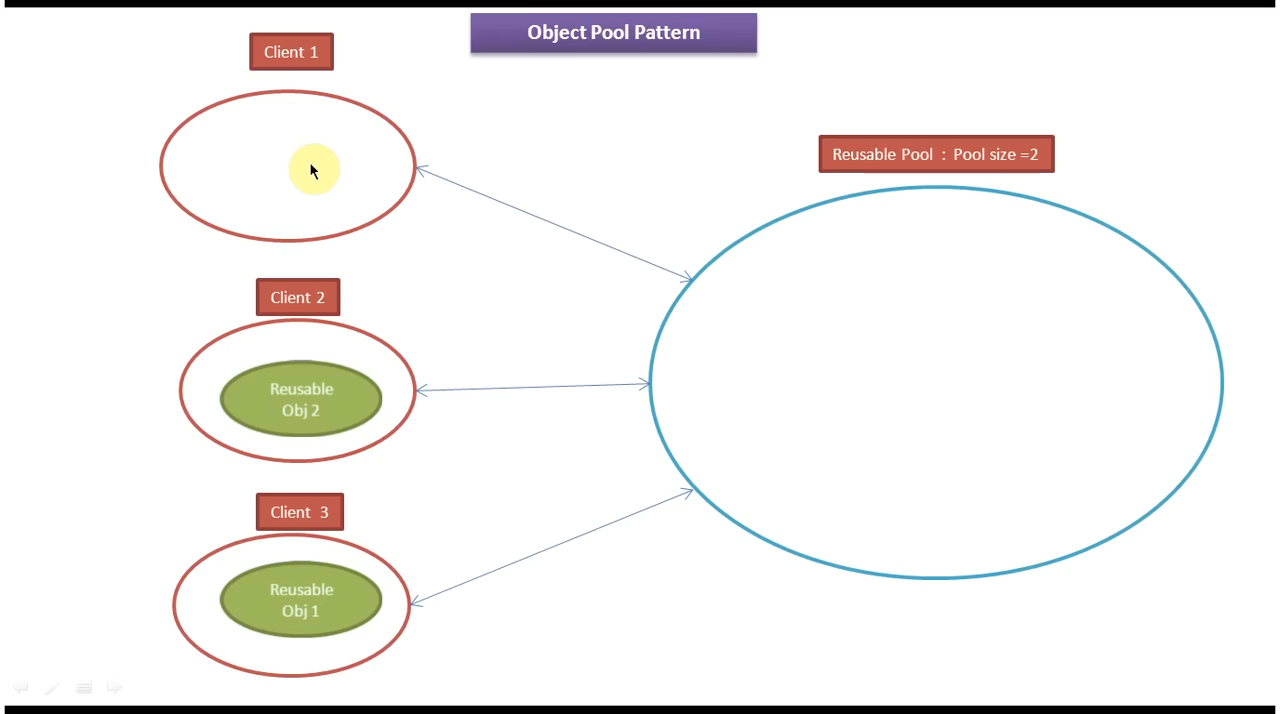 Object Pool Pattern
Client 1
Reusable Pool : Pool size =2
Client 2
Reusable
Obj 2
Client 3
Reusable
Obj 1